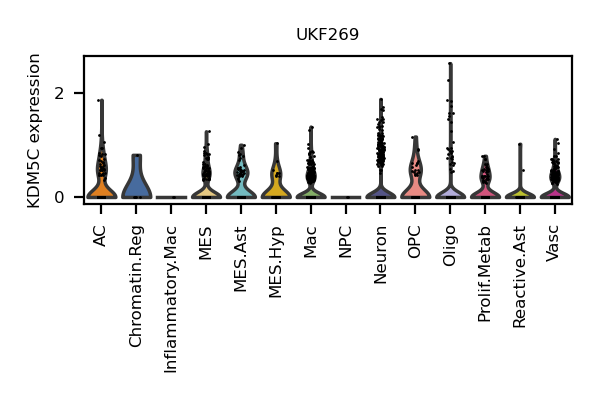 UKF269
KDM5C expression
2
0
AC
Chromatin.Reg
Inflammatory.Mac
MES
MES.Ast
MES.Hyp
Mac
NPC
Neuron
OPC
Oligo
Prolif.Metab
Reactive.Ast
Vasc